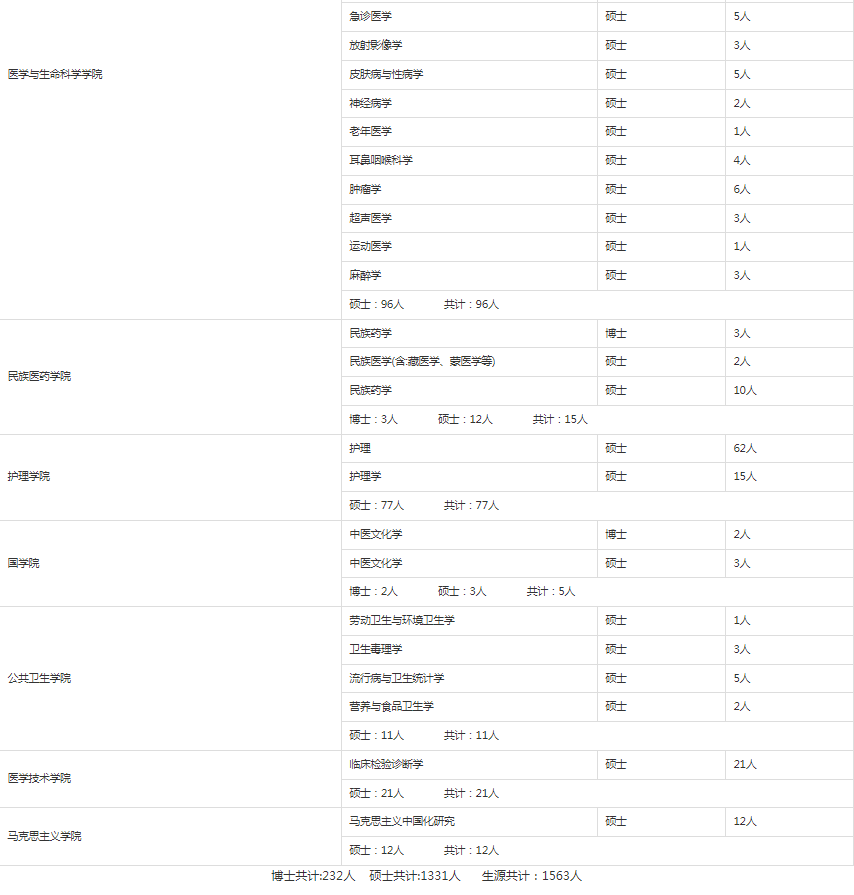 急诊医学 硕士 5人
放射影像学 硕士 3人
医学与生命科学学院 皮肤病与性病学 硕士 5人
神经病学 硕士 2人
老年医学 硕士 1人
耳鼻咽喉科学 硕士 4人
肿瘤学 硕士 6人
超声医学 硕士 3人
运动医学 硕士 1人
麻醉学 硕士 3人
硕士：96人 共计：96人
民族药学 博士 3人
民族医药学院 民族医学(含:藏医学、蒙医学等) 硕士 2人
民族药学 硕士 10人
博士：3人 硕士：12人 共计：15人
护理 硕士 62人
护理学院 护理学 硕士 15人
硕士：77人 共计：77人
中医文化学 博士 2人
国学院 中医文化学 硕士 3人
博士：2人 硕士：3人 共计：5人
劳动卫生与环境卫生学 硕士 1人
卫生毒理学 硕士 3人
公共卫生学院 流行病与卫生统计学 硕士 5人
营养与食品卫生学 硕士 2人
硕士：11人 共计：11人
医学技术学院 临床检验诊断学 硕士 21人
硕士：21人 共计：21人
马克思主义学院 马克思主义中国化研究 硕士 12人
硕士：12人 共计：12人
博士共计:232人 硕士共计:1331人 生源共计：1563人